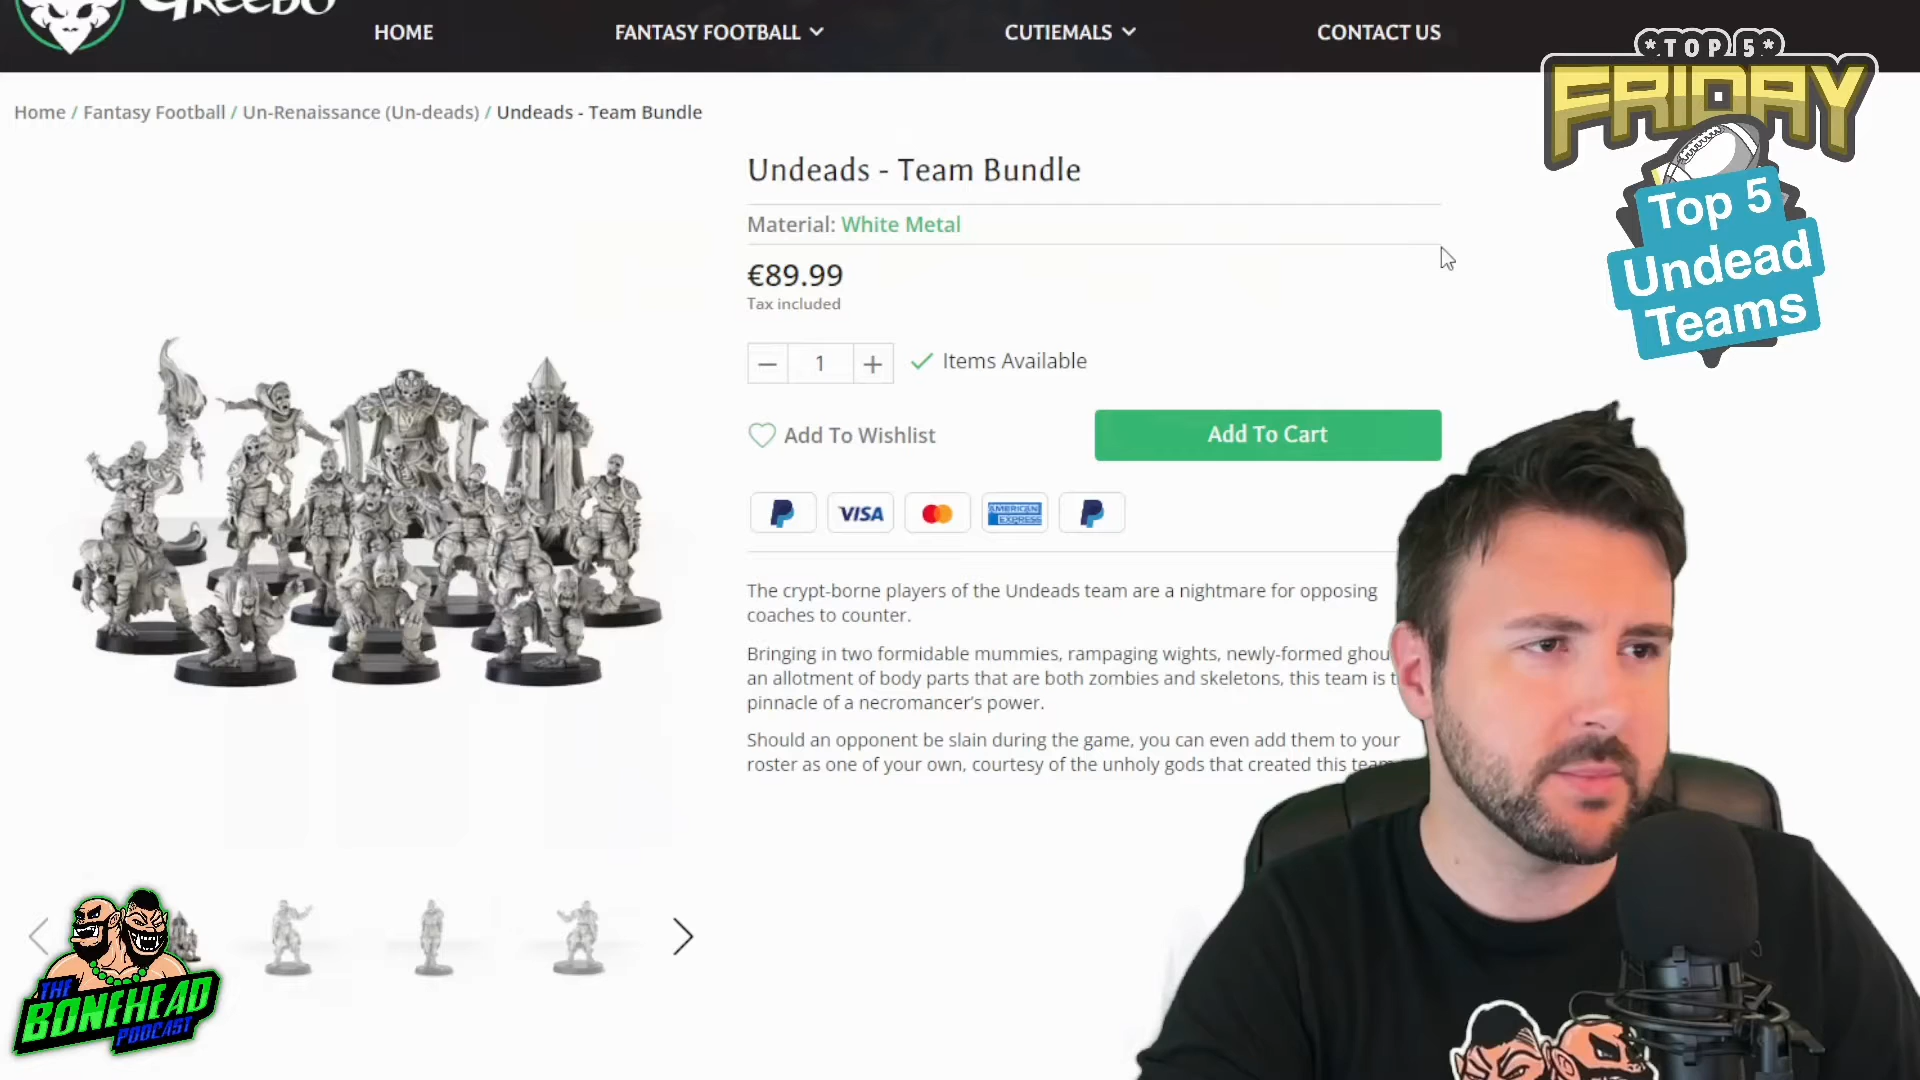 GREEBO
HOME
FANTASY FOOTBALL
CUTIEMALS
CONTACT US
*TOP 5*
FRIDAY
Top 5
Undead
Teams
Home / Fantasy Football / Un-Renaissance (Un-deads) / Undeads - Team Bundle
Undeads - Team Bundle
Material: White Metal
€89.99
Tax included
1
Items Available
Add To Wishlist
Add To Cart
VISA
AMERICAN
EXPRESS
The crypt-borne players of the Undeads team are a nightmare for opposing
coaches to counter.
Bringing in two formidable mummies, rampaging wights, newly-formed ghou
an allotment of body parts that are both zombies and skeletons, this team is t
pinnacle of a necromancer's power.
Should an opponent be slain during the game, you can even add them to your
roster as one of your own, courtesy of the unholy gods that created this team
THE
BONEHEAD
PODCAST